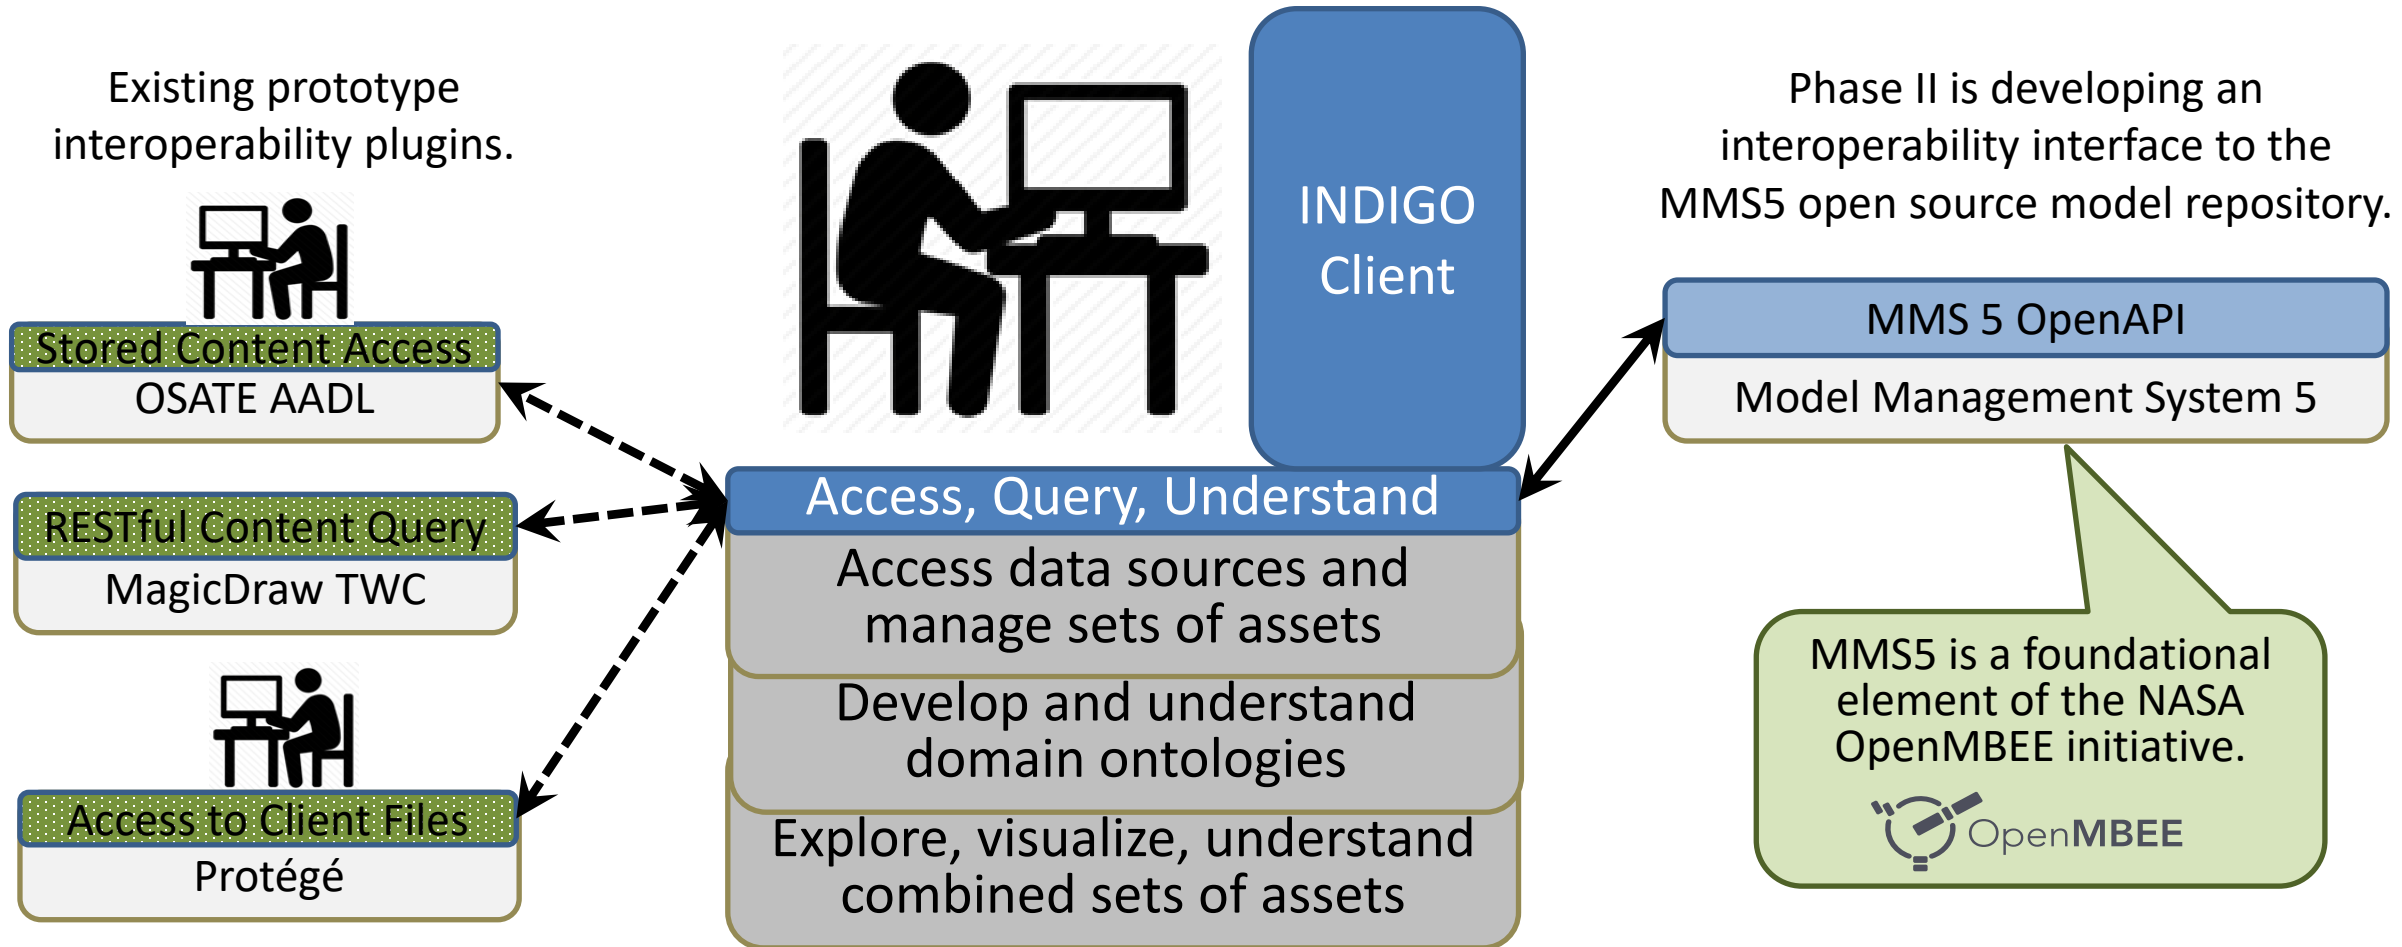 Existing prototype
interoperability plugins.
Stored Content Access
OSATE AADL
RESTful Content Query
MagicDraw TWC
Access to Client Files
Protégé
INDIGO
Client
Access, Query, Understand
Access data sources and
manage sets of assets
Develop and understand
domain ontologies
Explore, visualize, understand
combined sets of assets
Phase II is developing an
interoperability interface to the
MMS5 open source model repository.
MMS 5 OpenAPI
Model Management System 5
MMS5 is a foundational
element of the NASA
OpenMBEE initiative.
OpenMBEE